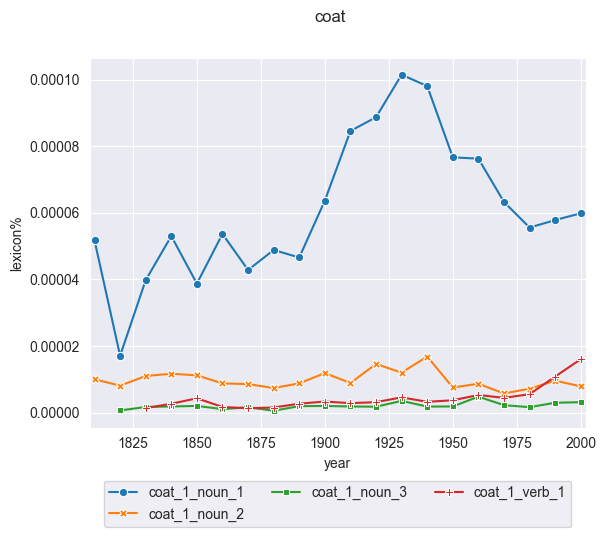 coat
0.00010
0.00008
0.00006
0.00004
0.00002
0.00000
lexicon%
1825 1850 1875 1900 1925 1950 1975 2000
year
coat_1_noun_1 coat_1_noun_3 coat_1_verb_1
coat_1_noun_2